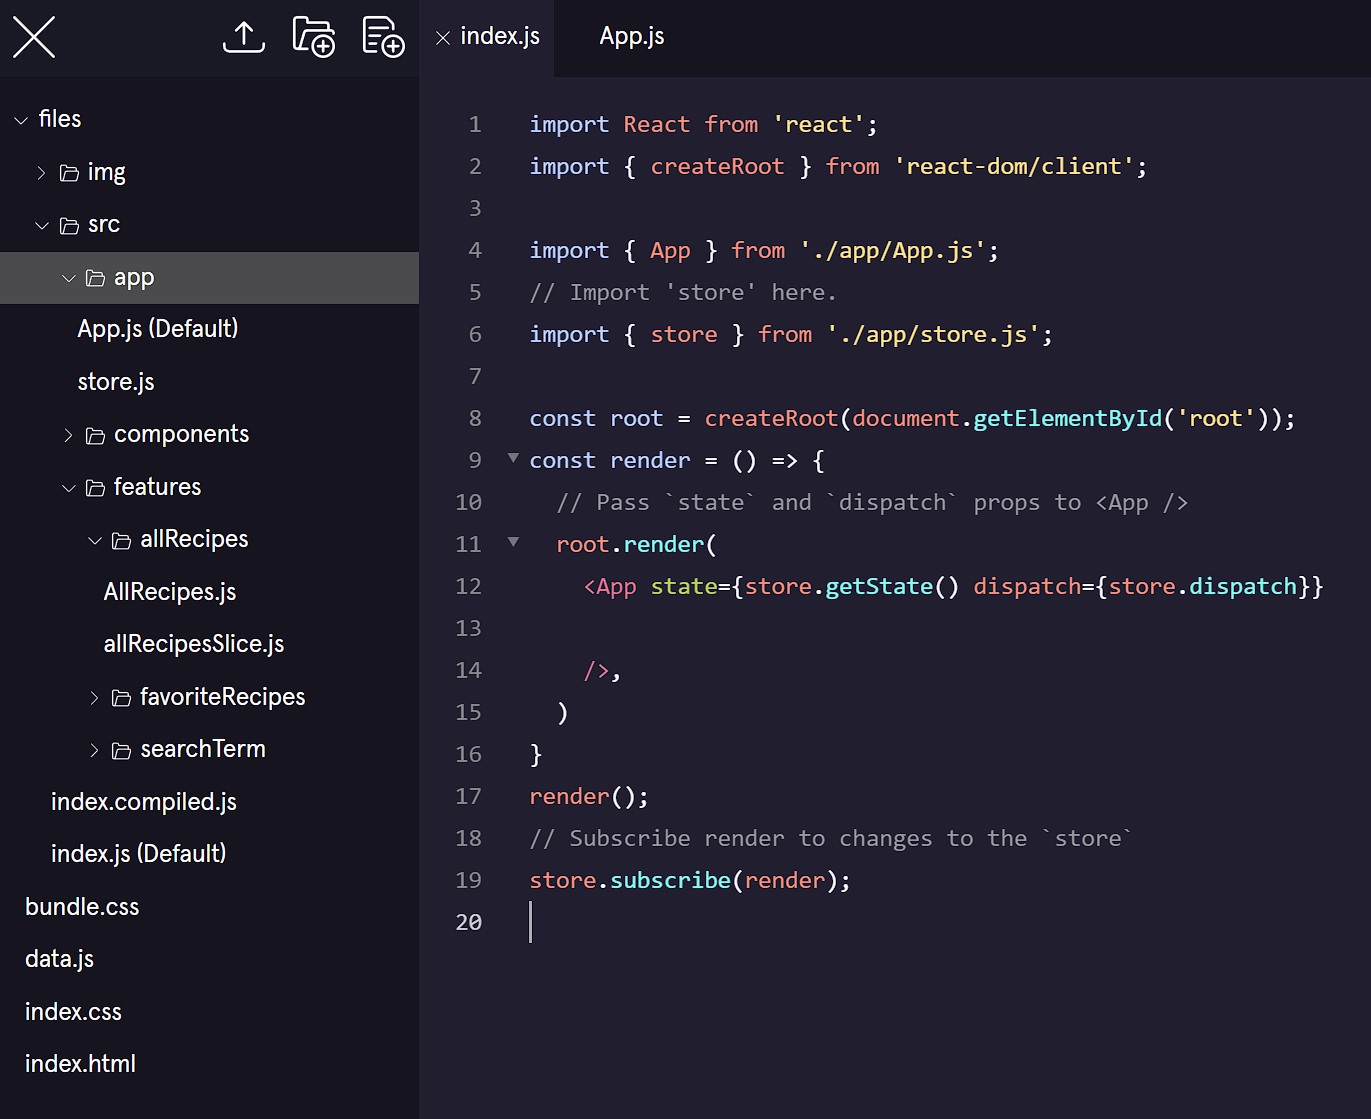 index.js
App.js
files
img
src
app
App.js (Default)
store.js
components
features
allRecipes
AllRecipes.js
allRecipesSlice.js
favoriteRecipes
searchTerm
index.compiled.js
index.js (Default)
bundle.css
data.js
index.css
index.html
1 import React from 'react';
2 import { createRoot } from 'react-dom/client';
3
4 import { App } from './app/App.js';
5 // Import 'store' here.
6 import { store } from './app/store.js';
7
8 const root = createRoot(document.getElementById('root'));
9 const render = () => {
10 // Pass `state` and `dispatch` props to <App />
11 root.render(
12 <App state={store.getState() dispatch={store.dispatch}}
13
14 />,
15 )
16 }
17 render();
18 // Subscribe render to changes to the `store`
19 store.subscribe(render);
20